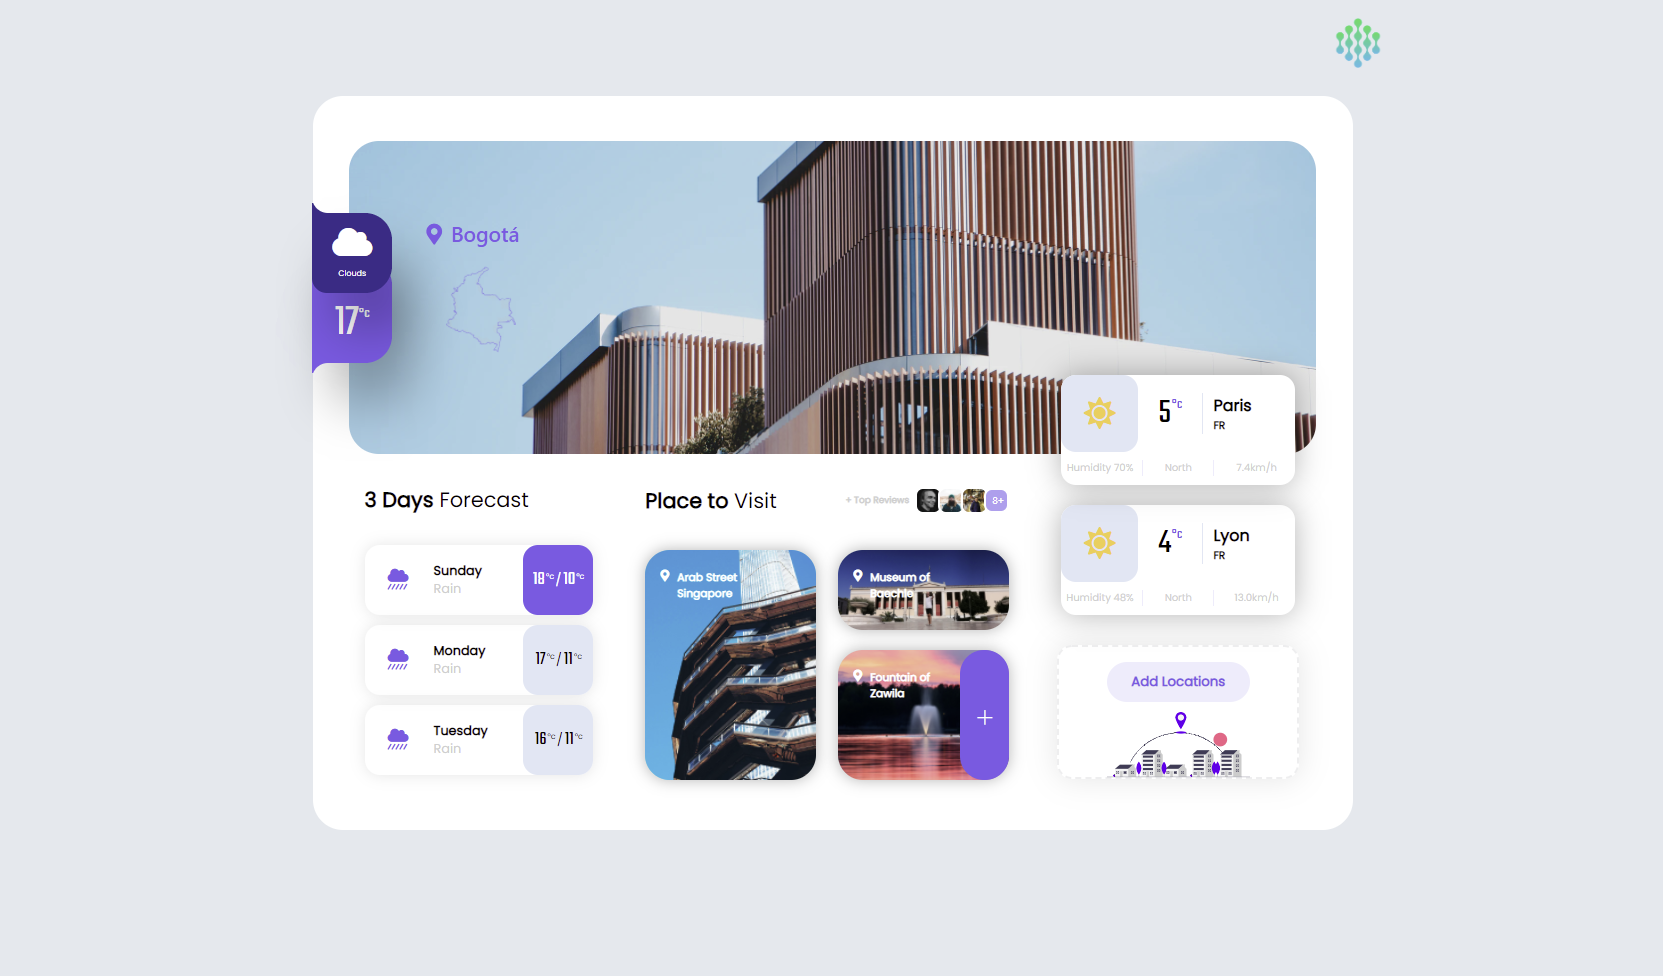 Bogotá
Clouds
17°C
5°C
Paris
FR
Humidity 70%
North
7.4km/h
3 Days Forecast
Sunday
Rain
18°C / 10°C
Monday
Rain
17°C / 11°C
Tuesday
Rain
16°C / 11°C
Place to Visit
+ Top Reviews
8+
Arab Street
Singapore
Museum of
Baechie
Fountain of
Zawila
+
4°C
Lyon
FR
Humidity 48%
North
13.0km/h
Add Locations